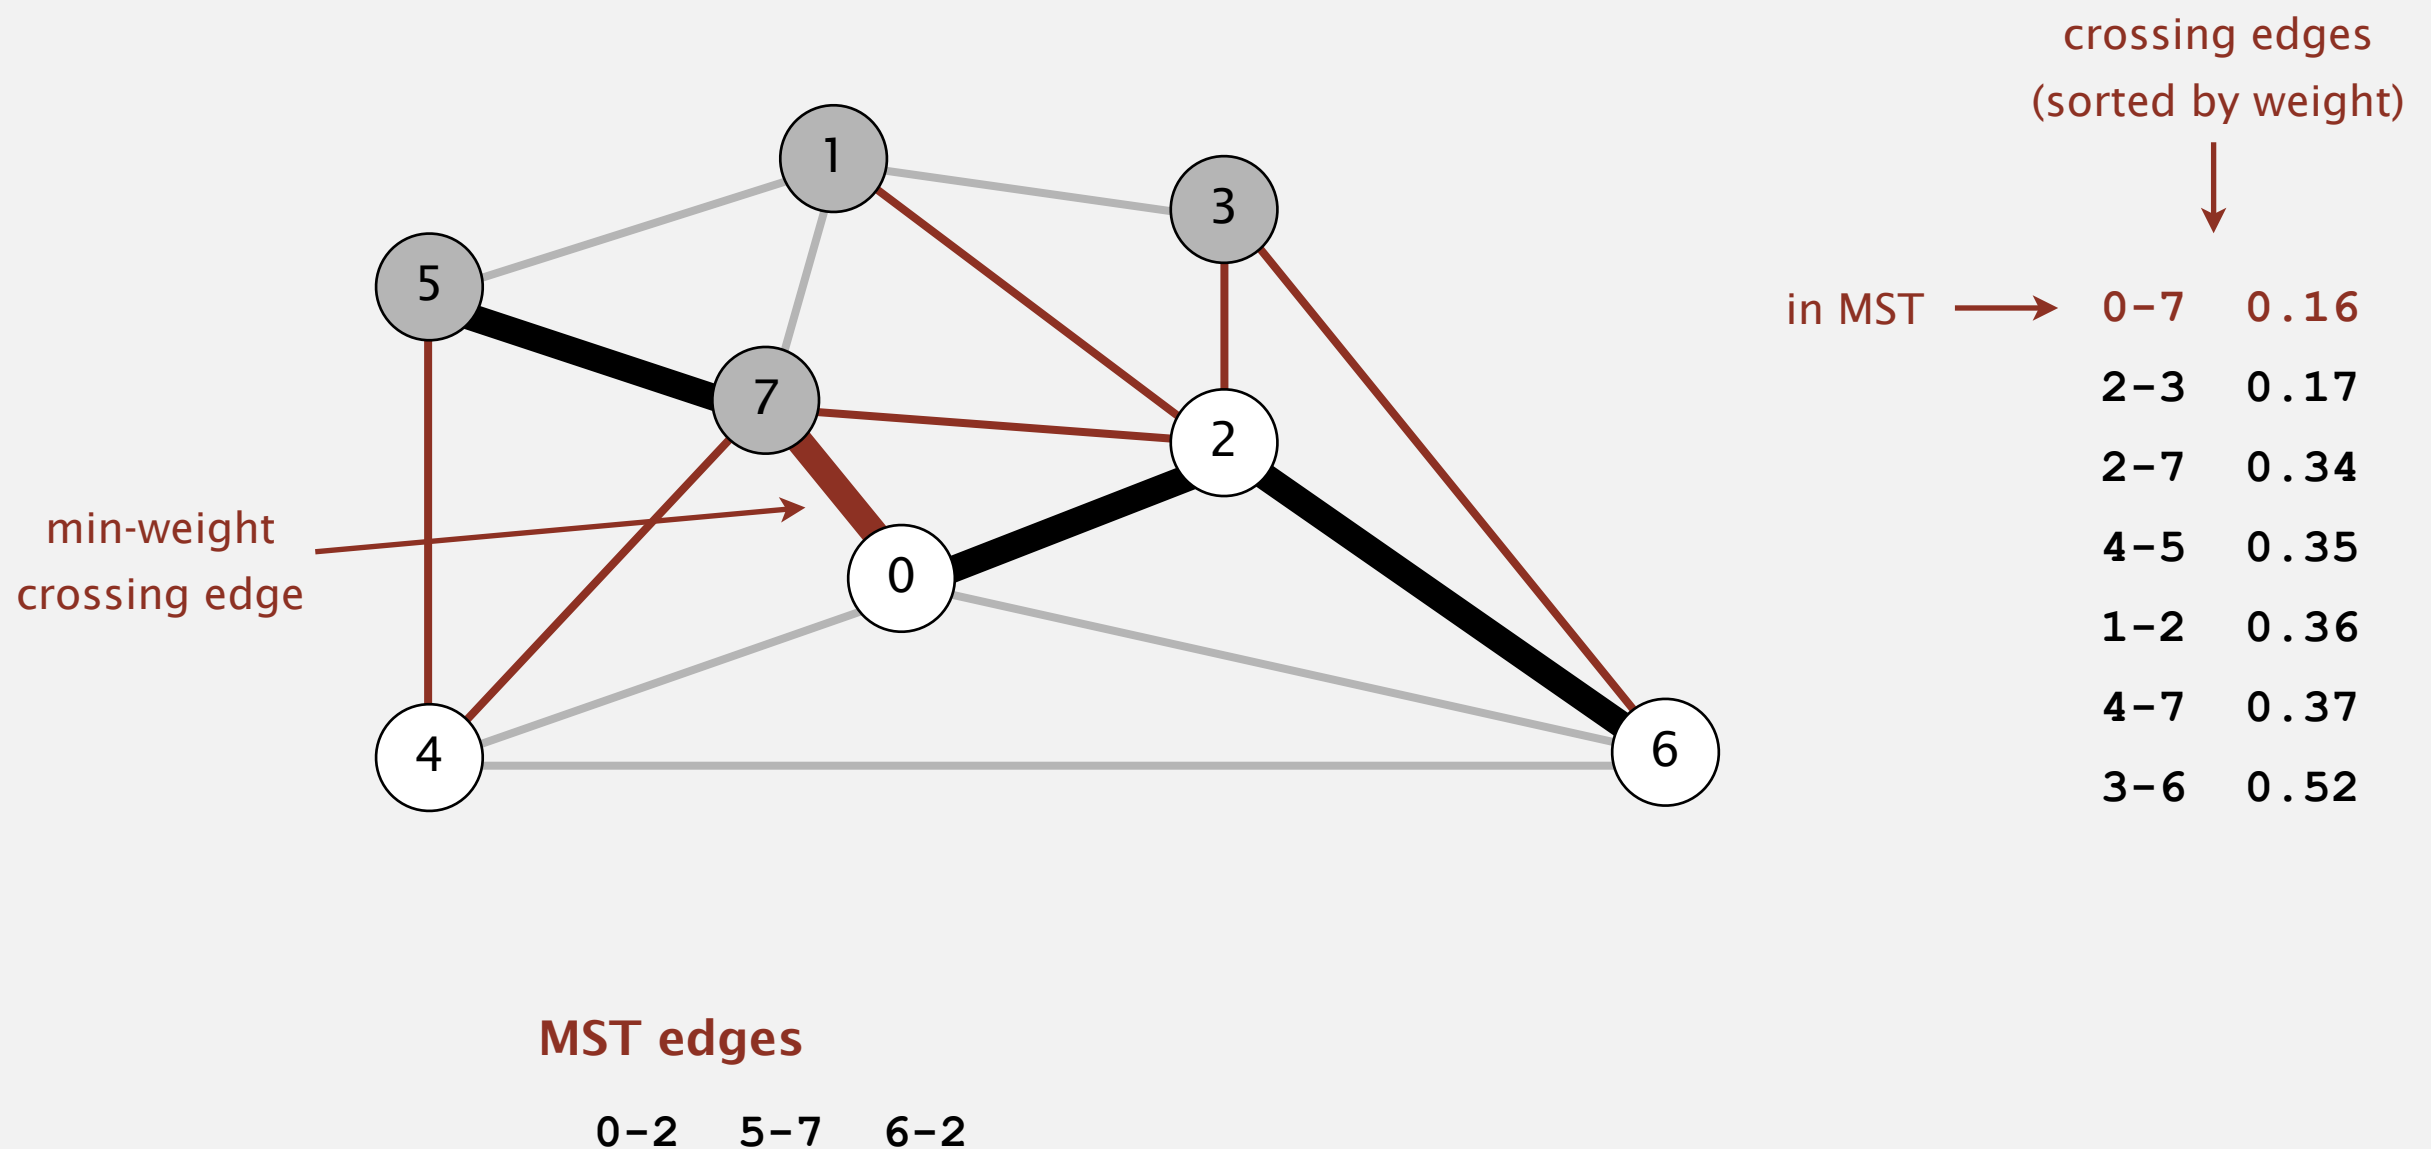 crossing edges
(sorted by weight)
1
3
5
in MST
0-7 0.16
7
2-3 0.17
2
2-7 0.34
min-weight
crossing edge
4-5 0.35
0
1-2 0.36
4
6
4-7 0.37
3-6 0.52
MST edges
0-2 5-7 6-2